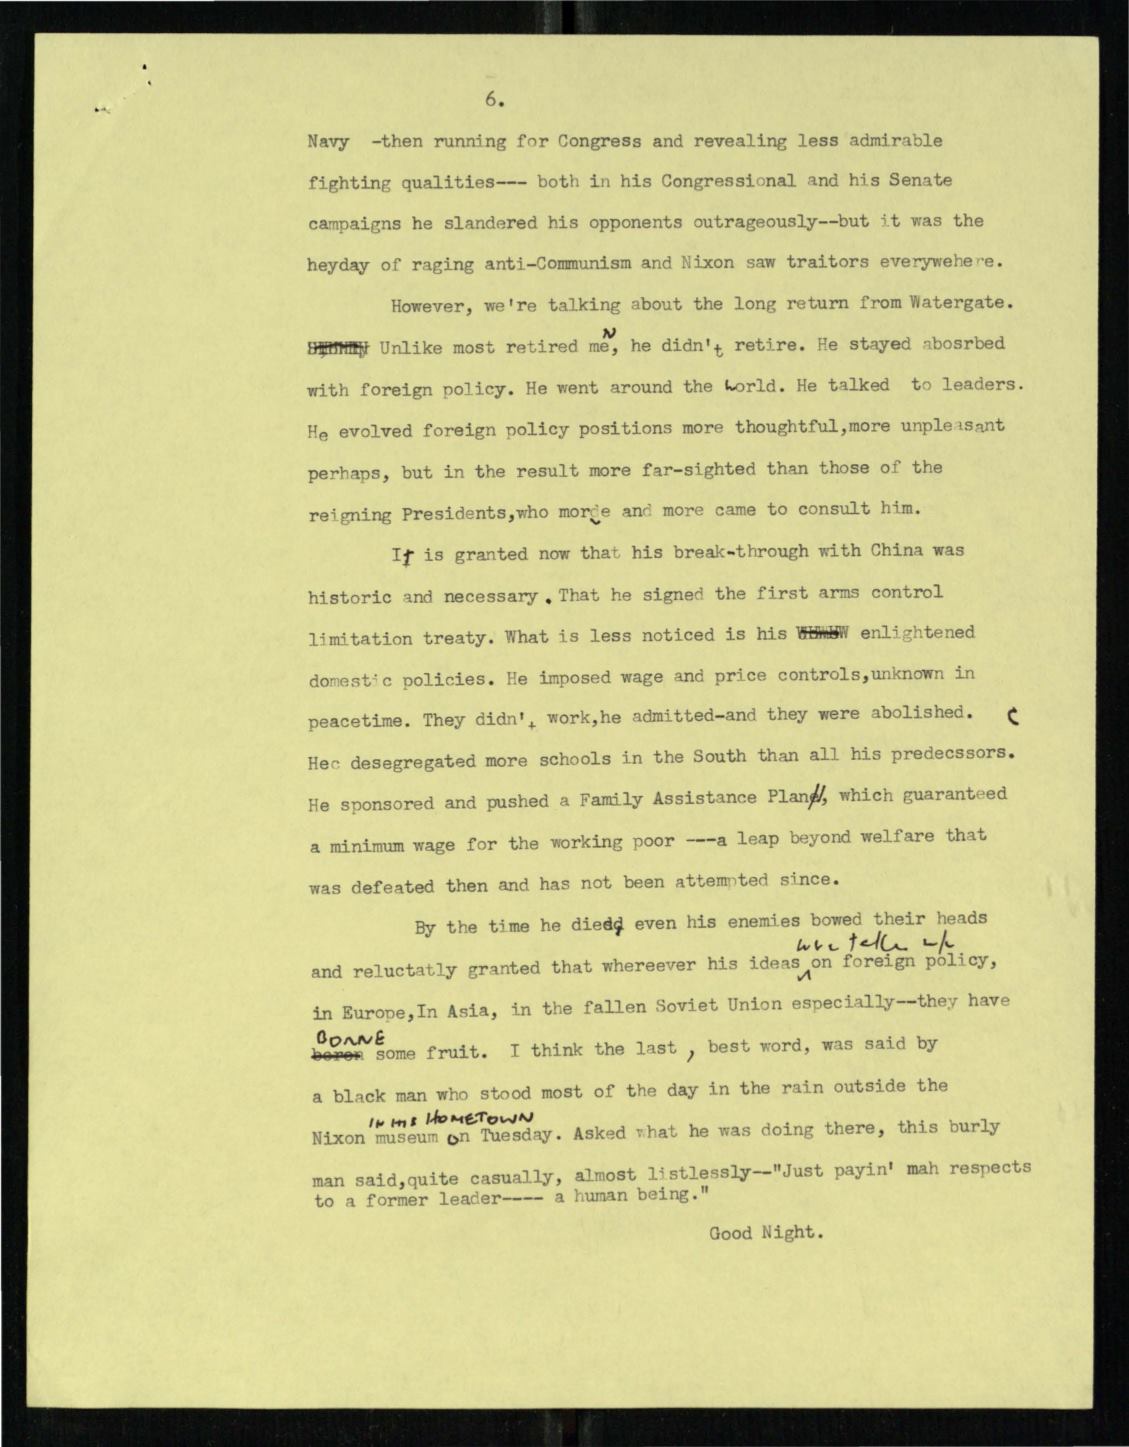 6.
Navy -then running for Congress and revealing less admirable
fighting qualities--- both in his Congressional and his Senate
campaigns he slandered his opponents outrageously--but it was the
heyday of raging anti-Communism and Nixon saw traitors everywehere.
However, we're talking about the long return from Watergate.
Unlike most retired meN, he didn't retire. He stayed abosrbed
with foreign policy. He went around the world. He talked to leaders.
He evolved foreign policy positions more thoughtful,more unpleasant
perhaps, but in the result more far-sighted than those of the
reigning Presidents,who more and more came to consult him.
It is granted now that his break-through with China was
historic and necessary. That he signed the first arms control
limitation treaty. What is less noticed is his enlightened
domestic policies. He imposed wage and price controls,unknown in
peacetime. They didn't work,he admitted-and they were abolished.
He desegregated more schools in the South than all his predecssors.
He sponsored and pushed a Family Assistance Plan, which guaranteed
a minimum wage for the working poor ---a leap beyond welfare that
was defeated then and has not been attempted since.
By the time he died even his enemies bowed their heads
were taken up
and reluctatly granted that whereever his ideas on foreign policy,
in Europe,In Asia, in the fallen Soviet Union especially--they have
BORNE
some fruit. I think the last , best word, was said by
a black man who stood most of the day in the rain outside the
IN HIS HOMETOWN
Nixon museum on Tuesday. Asked what he was doing there, this burly
man said,quite casually, almost listlessly--"Just payin' mah respects
to a former leader---- a human being."
Good Night.